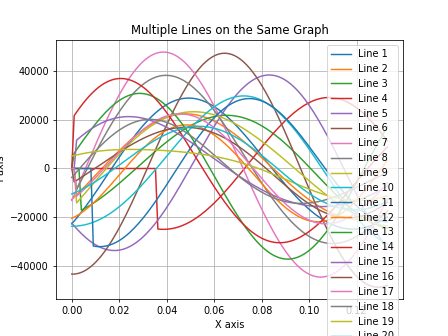 Multiple Lines on the Same Graph
40000
20000
0
−20000
−40000
axis
0.00
0.02
0.04
0.06
0.08
0.10
X axis
Line 1
Line 2
Line 3
Line 4
Line 5
Line 6
Line 7
Line 8
Line 9
Line 10
Line 11
Line 12
Line 13
Line 14
Line 15
Line 16
Line 17
Line 18
Line 19
Line 20